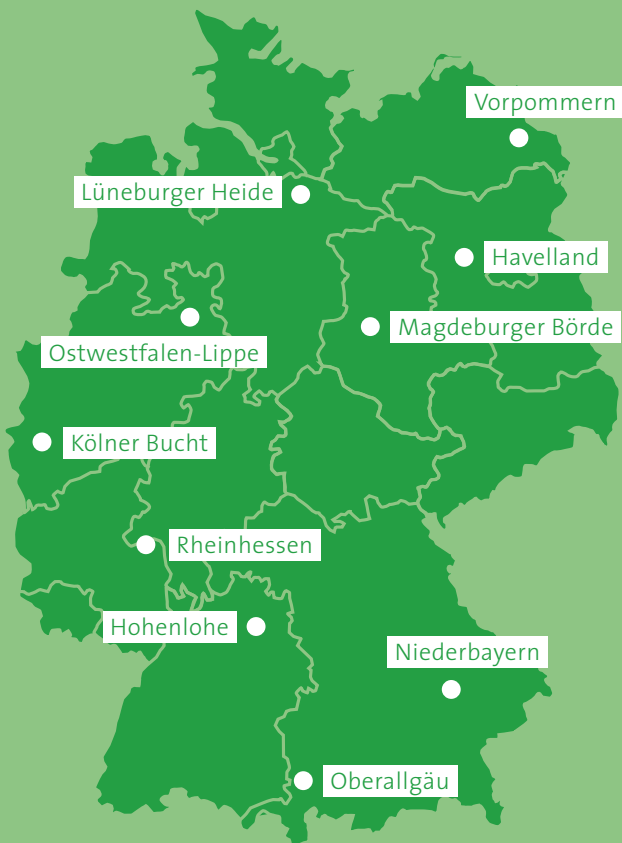 Vorpommern
Lüneburger Heide
Havelland
Magdeburger Börde
Ostwestfalen-Lippe
Kölner Bucht
Rheinhessen
Hohenlohe
Niederbayern
Oberallgäu